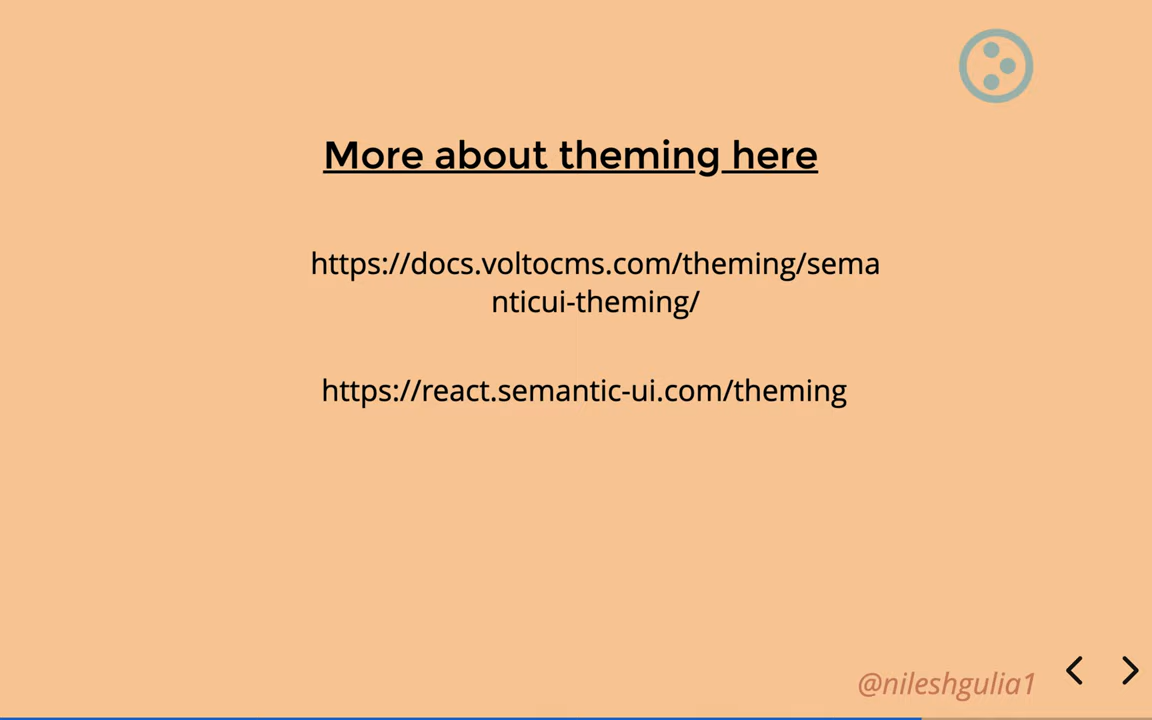 More about theming here
https://docs.voltocms.com/theming/sema
nticui-theming/
https://react.semantic-ui.com/theming
@nileshgulia1